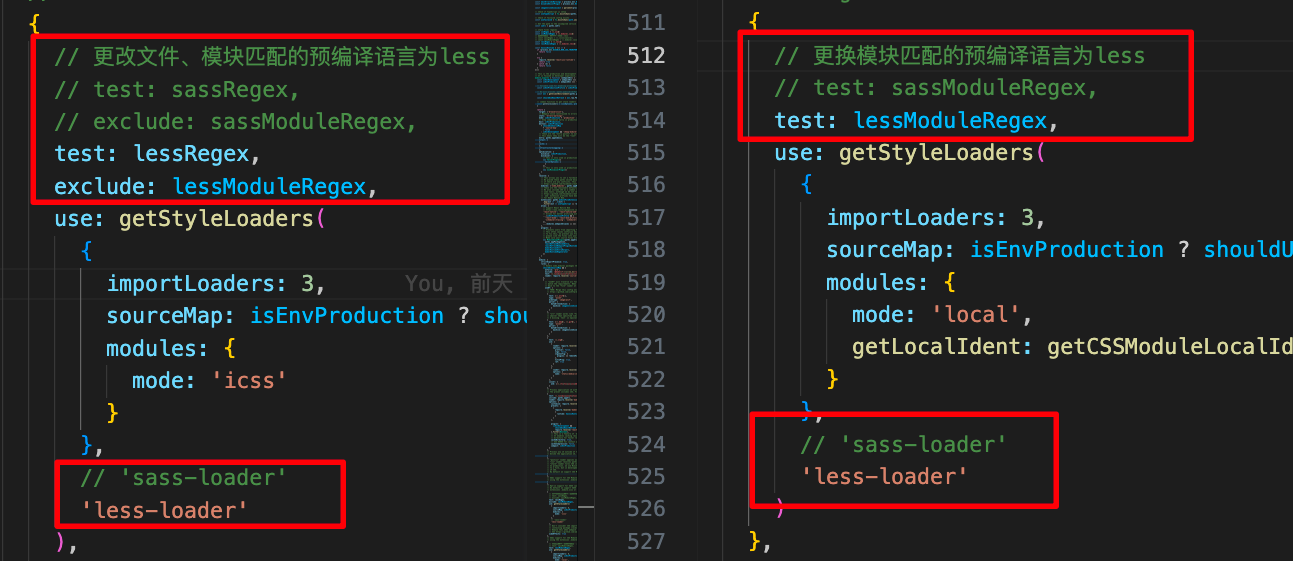 {
// 更改文件、模块匹配的预编译语言为less
// test: sassRegex,
// exclude: sassModuleRegex,
test: lessRegex,
exclude: lessModuleRegex,
use: getStyleLoaders(
{
importLoaders: 3, You, 前天
sourceMap: isEnvProduction ? shou
modules: {
mode: 'icss'
}
},
// 'sass-loader'
'less-loader'
),
511 {
512 // 更换模块匹配的预编译语言为less
513 // test: sassModuleRegex,
514 test: lessModuleRegex,
515 use: getStyleLoaders(
516 {
517 importLoaders: 3,
518 sourceMap: isEnvProduction ? shouldU
519 modules: {
520 mode: 'local',
521 getLocalIdent: getCSSModuleLocalId
522 }
523 },
524 // 'sass-loader'
525 'less-loader'
526 )
527 },